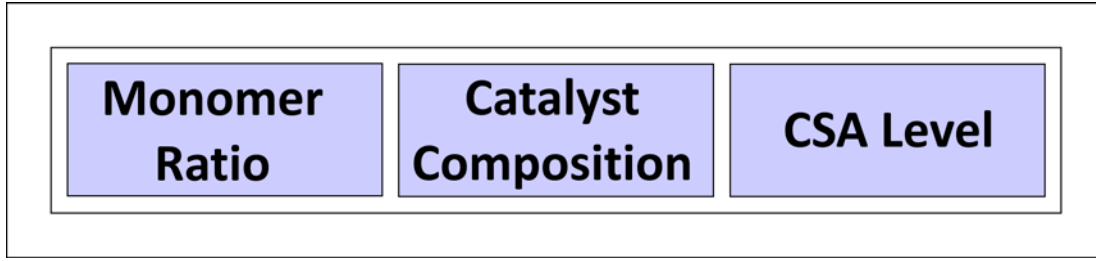 Monomer
Ratio
Catalyst
Composition
CSA Level